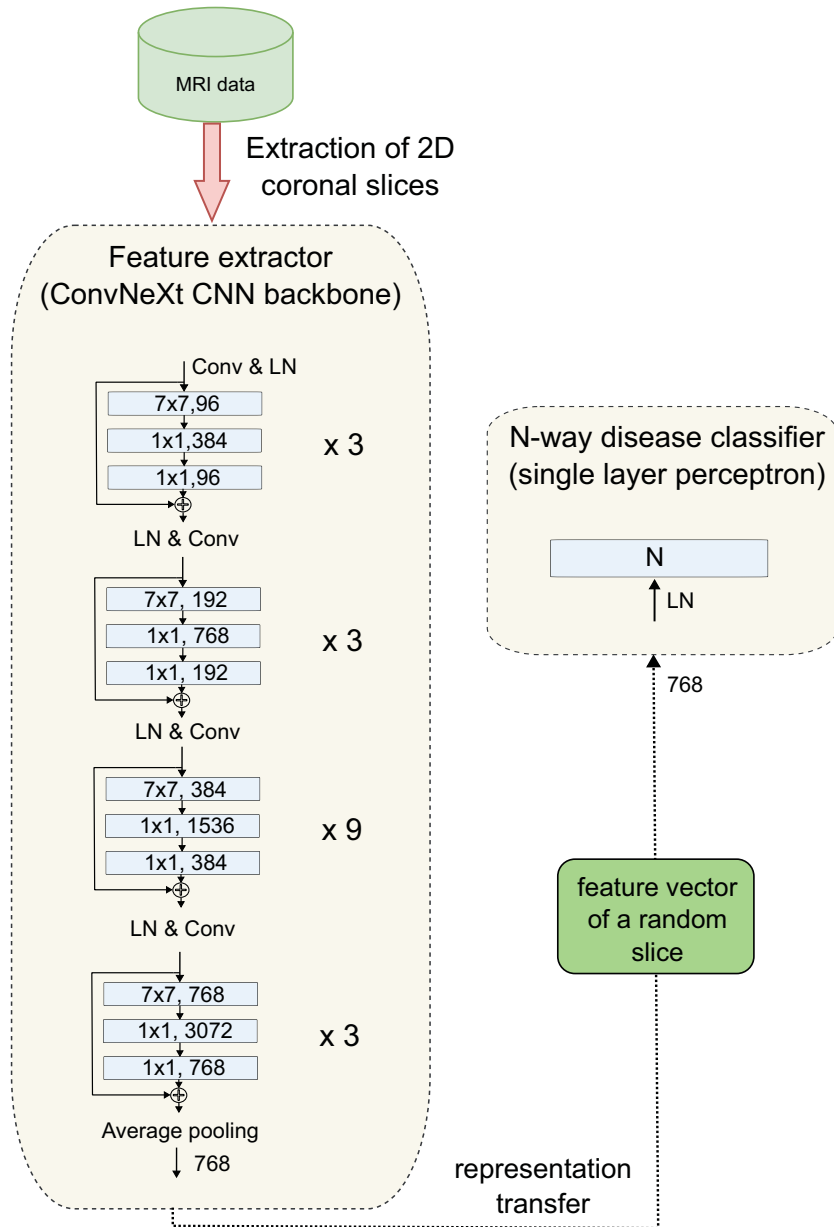 MRI data
Extraction of 2D
coronal slices
Feature extractor
(ConvNeXt CNN backbone)
Conv & LN
7x7,96
1x1,384
1x1,96
x 3
LN & Conv
7x7, 192
1x1, 768
1x1, 192
x 3
LN & Conv
7x7, 384
1x1, 1536
1x1, 384
x 9
LN & Conv
7x7, 768
1x1, 3072
1x1, 768
x 3
Average pooling
768
representation
transfer
feature vector
of a random
slice
768
N-way disease classifier
(single layer perceptron)
N
LN